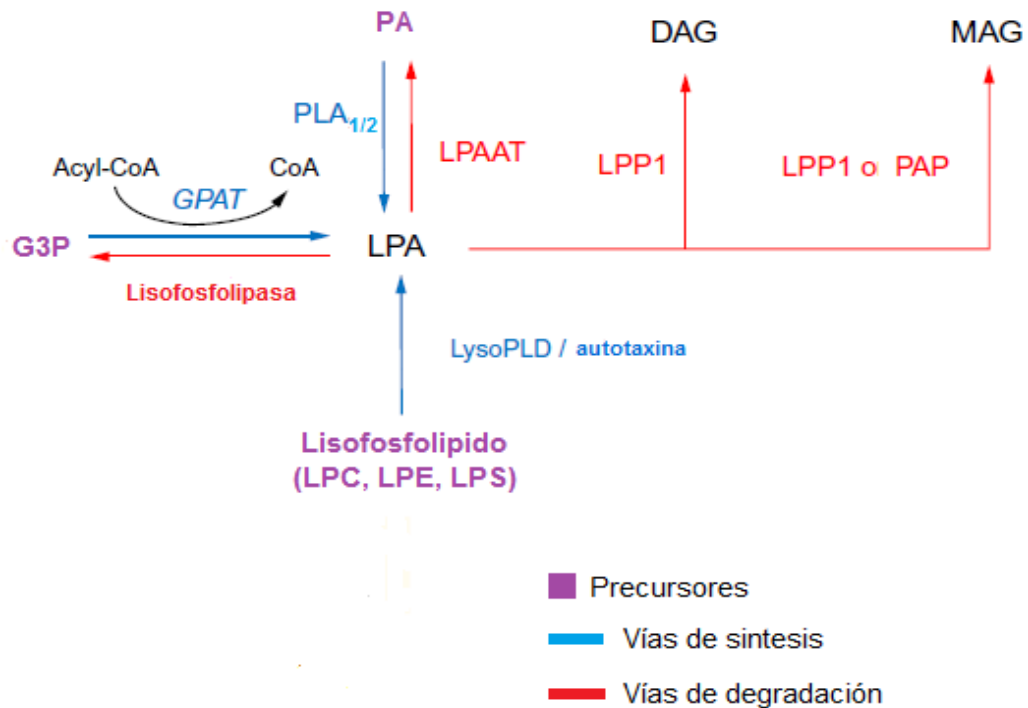 PA
DAG
MAG
PLA1/2
LPAAT
LPP1
LPP1 o PAP
Acyl-CoA
CoA
GPAT
G3P
LPA
Lisofosfolipasa
LysoPLD / autotaxina
Lisofosfolipido
(LPC, LPE, LPS)
Precursores
Vías de sintesis
Vías de degradación